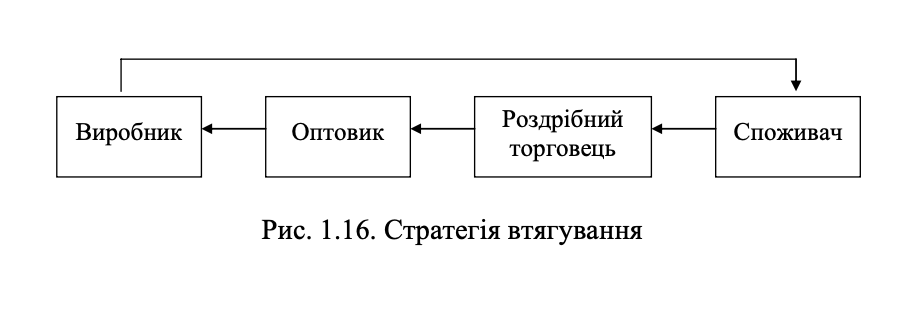 Виробник
Оптовик
Роздрібний
торговець
Споживач
Рис. 1.16. Стратегія втягування